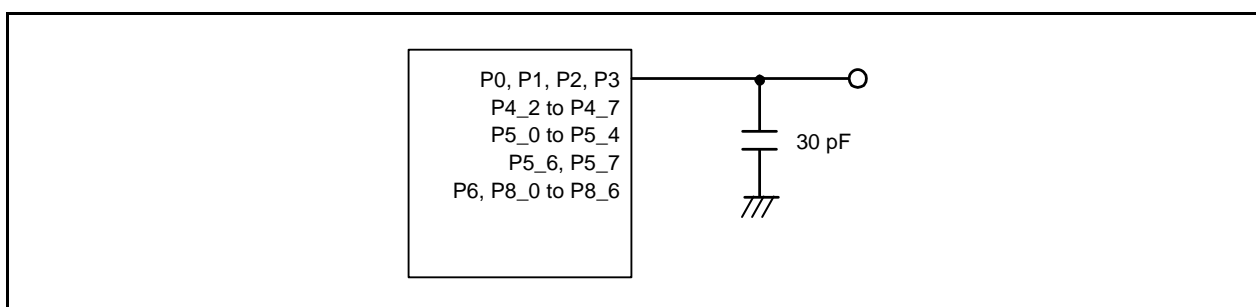 P0, P1, P2, P3
P4_2 to P4_7
P5_0 to P5_4
P5_6, P5_7
P6, P8_0 to P8_6
30 pF